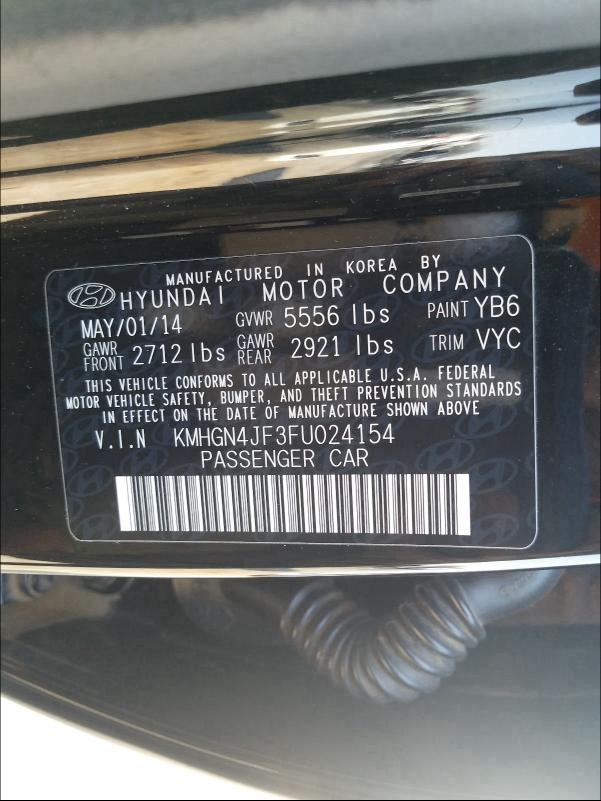 MANUFACTURED IN KOREA BY
HYUNDAI MOTOR COMPANY
MAY/01/14 GVWR 5556 lbs PAINT YB6
GAWR FRONT 2712 lbs GAWR REAR 2921 lbs TRIM VYC
THIS VEHICLE CONFORMS TO ALL APPLICABLE U.S.A. FEDERAL
MOTOR VEHICLE SAFETY, BUMPER, AND THEFT PREVENTION STANDARDS
IN EFFECT ON THE DATE OF MANUFACTURE SHOWN ABOVE
V.I.N KMHGN4JF3FU024154
PASSENGER CAR